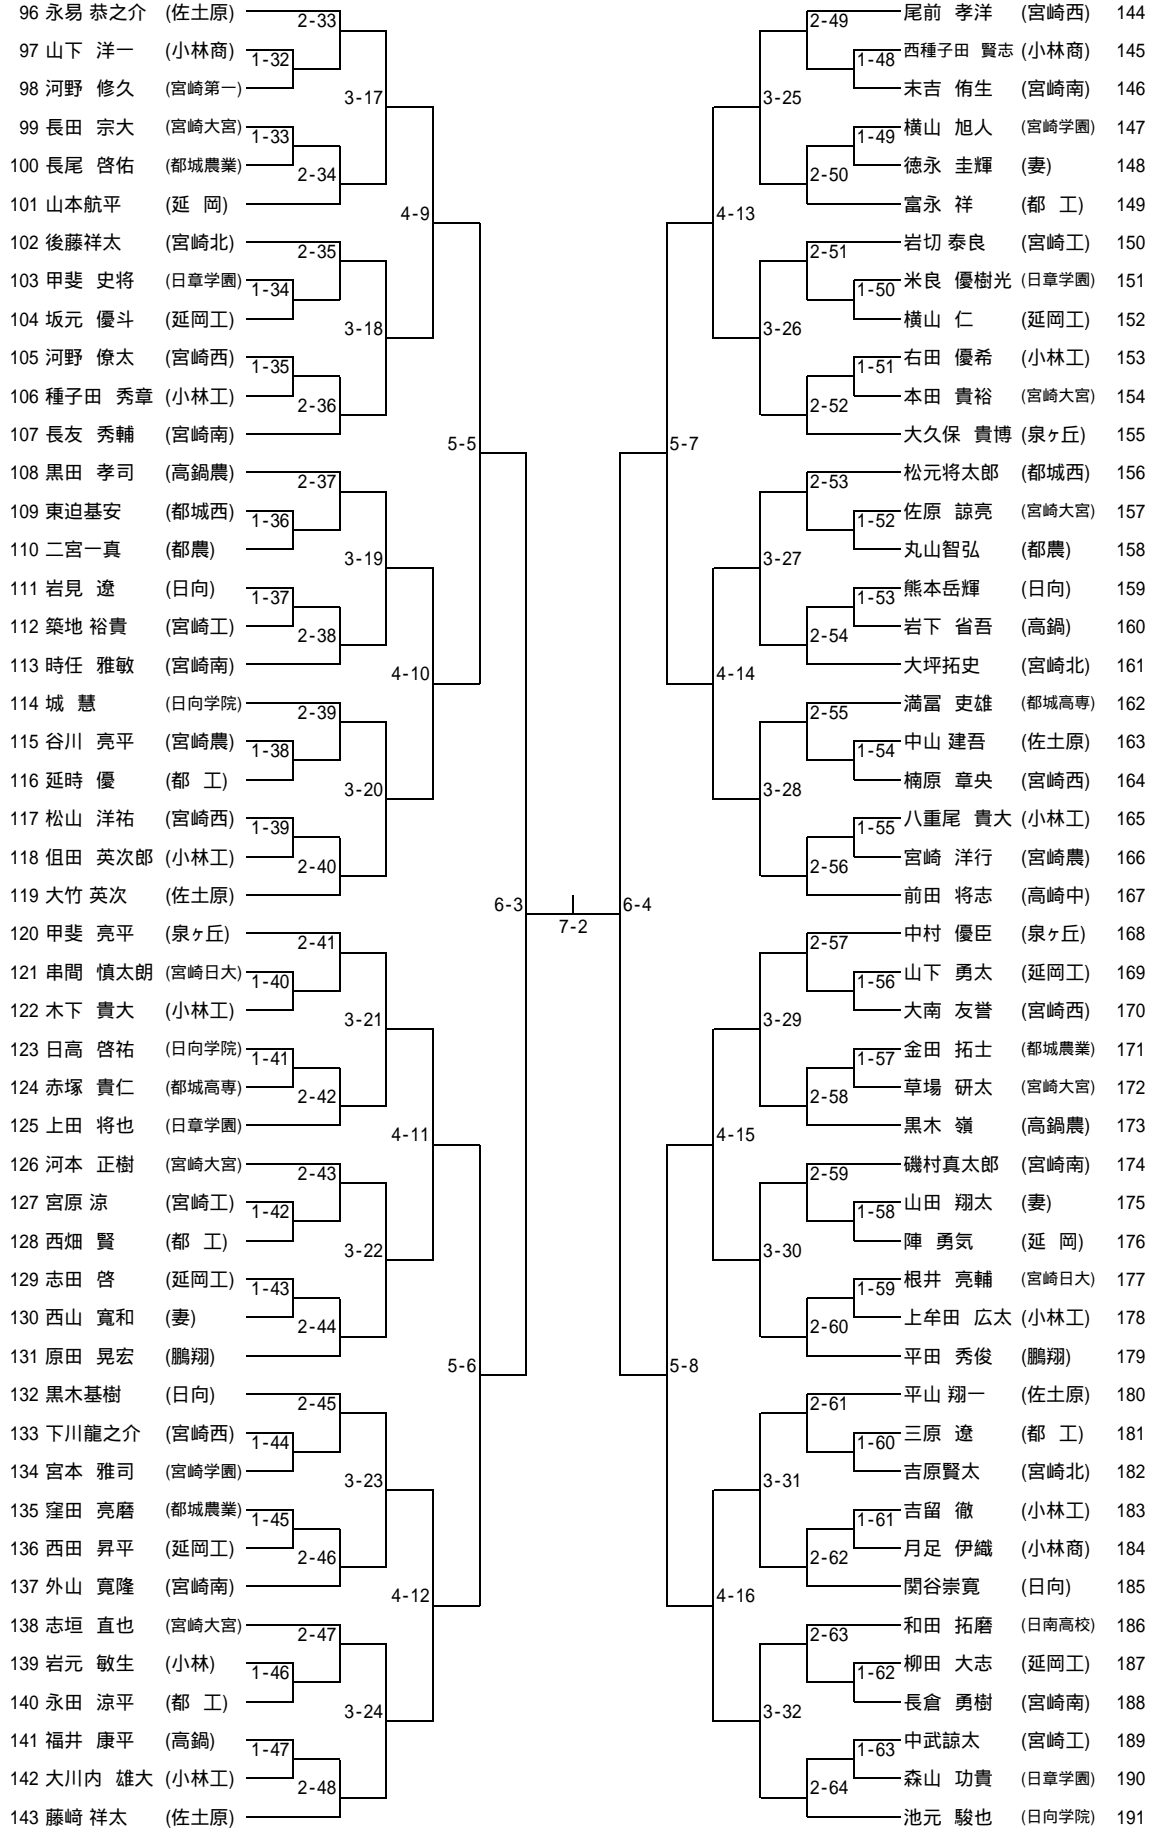 96 永易 恭之介 (佐土原)
97 山下 洋一 (小林商)
98 河野 修久 (宮崎第一)
99 長田 宗大 (宮崎大宮)
100 長尾 啓佑 (都城農業)
101 山本航平 (延 岡)
102 後藤祥太 (宮崎北)
103 甲斐 史将 (日章学園)
104 坂元 優斗 (延岡工)
105 河野 僚太 (宮崎西)
106 種子田 秀章 (小林工)
107 長友 秀輔 (宮崎南)
108 黒田 孝司 (高鍋農)
109 東迫基安 (都城西)
110 二宮一真 (都農)
111 岩見 遼 (日向)
112 築地 裕貴 (宮崎工)
113 時任 雅敏 (宮崎南)
114 城 慧 (日向学院)
115 谷川 亮平 (宮崎農)
116 延時 優 (都 工)
117 松山 洋祐 (宮崎西)
118 伹田 英次郎 (小林工)
119 大竹 英次 (佐土原)
120 甲斐 亮平 (泉ヶ丘)
121 串間 慎太朗 (宮崎日大)
122 木下 貴大 (小林工)
123 日高 啓祐 (日向学院)
124 赤塚 貴仁 (都城高専)
125 上田 将也 (日章学園)
126 河本 正樹 (宮崎大宮)
127 宮原 涼 (宮崎工)
128 西畑 賢 (都 工)
129 志田 啓 (延岡工)
130 西山 寛和 (妻)
131 原田 晃宏 (鵬翔)
132 黒木基樹 (日向)
133 下川龍之介 (宮崎西)
134 宮本 雅司 (宮崎学園)
135 窪田 亮磨 (都城農業)
136 西田 昇平 (延岡工)
137 外山 寛隆 (宮崎南)
138 志垣 直也 (宮崎大宮)
139 岩元 敏生 (小林)
140 永田 涼平 (都 工)
141 福井 康平 (高鍋)
142 大川内 雄大 (小林工)
143 藤﨑 祥太 (佐土原)
2-33
1-32
3-17
1-33
2-34
4-9
2-35
1-34
3-18
1-35
2-36
5-5
2-37
1-36
3-19
1-37
2-38
4-10
2-39
1-38
3-20
1-39
2-40
6-3
2-41
1-40
3-21
1-41
2-42
4-11
2-43
1-42
3-22
1-43
2-44
5-6
2-45
1-44
3-23
1-45
2-46
4-12
2-47
1-46
3-24
1-47
2-48
7-2
2-49
1-48
3-25
1-49
2-50
4-13
2-51
1-50
3-26
1-51
2-52
5-7
2-53
1-52
3-27
1-53
2-54
4-14
2-55
1-54
3-28
1-55
2-56
6-4
2-57
1-56
3-29
1-57
2-58
4-15
2-59
1-58
3-30
1-59
2-60
5-8
2-61
1-60
3-31
1-61
2-62
4-16
2-63
1-62
3-32
1-63
2-64
尾前 孝洋 (宮崎西) 144
西種子田 賢志 (小林商) 145
末吉 侑生 (宮崎南) 146
横山 旭人 (宮崎学園) 147
徳永 圭輝 (妻) 148
富永 祥 (都 工) 149
岩切 泰良 (宮崎工) 150
米良 優樹光 (日章学園) 151
横山 仁 (延岡工) 152
右田 優希 (小林工) 153
本田 貴裕 (宮崎大宮) 154
大久保 貴博 (泉ヶ丘) 155
松元将太郎 (都城西) 156
佐原 諒亮 (宮崎大宮) 157
丸山智弘 (都農) 158
熊本岳輝 (日向) 159
岩下 省吾 (高鍋) 160
大坪拓史 (宮崎北) 161
満冨 吏雄 (都城高専) 162
中山 建吾 (佐土原) 163
楠原 章央 (宮崎西) 164
八重尾 貴大 (小林工) 165
宮崎 洋行 (宮崎農) 166
前田 将志 (高崎中) 167
中村 優臣 (泉ヶ丘) 168
山下 勇太 (延岡工) 169
大南 友誉 (宮崎西) 170
金田 拓士 (都城農業) 171
草場 研太 (宮崎大宮) 172
黒木 嶺 (高鍋農) 173
磯村真太郎 (宮崎南) 174
山田 翔太 (妻) 175
陣 勇気 (延 岡) 176
根井 亮輔 (宮崎日大) 177
上牟田 広太 (小林工) 178
平田 秀俊 (鵬翔) 179
平山 翔一 (佐土原) 180
三原 遼 (都 工) 181
吉原賢太 (宮崎北) 182
吉留 徹 (小林工) 183
月足 伊織 (小林商) 184
関谷崇寛 (日向) 185
和田 拓磨 (日南高校) 186
柳田 大志 (延岡工) 187
長倉 勇樹 (宮崎南) 188
中武諒太 (宮崎工) 189
森山 功貴 (日章学園) 190
池元 駿也 (日向学院) 191